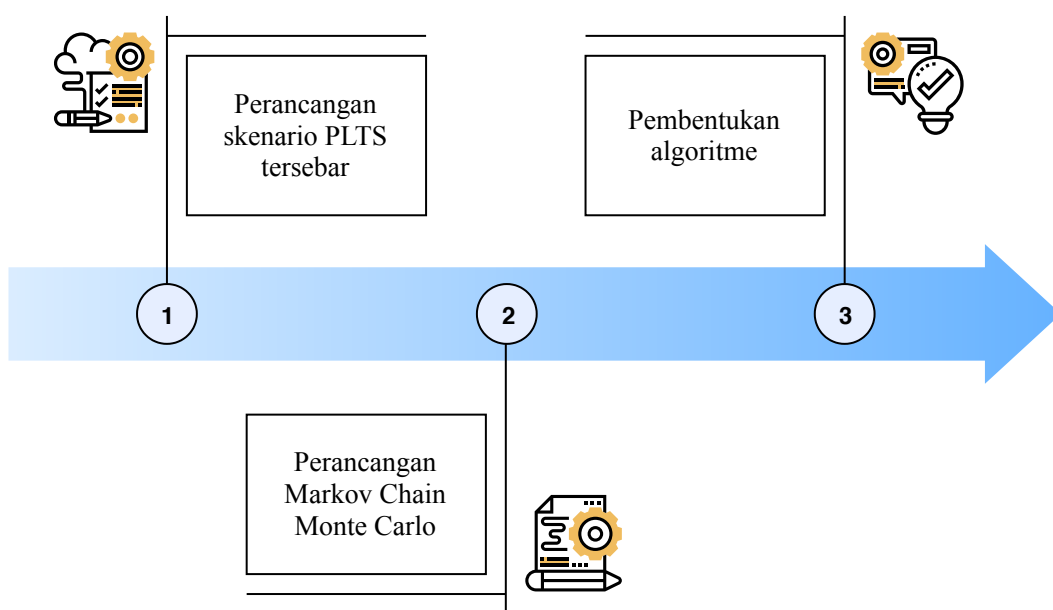 Perancangan
skenario PLTS
tersebar
Pembentukan
algoritme
1
2
3
Perancangan
Markov Chain
Monte Carlo